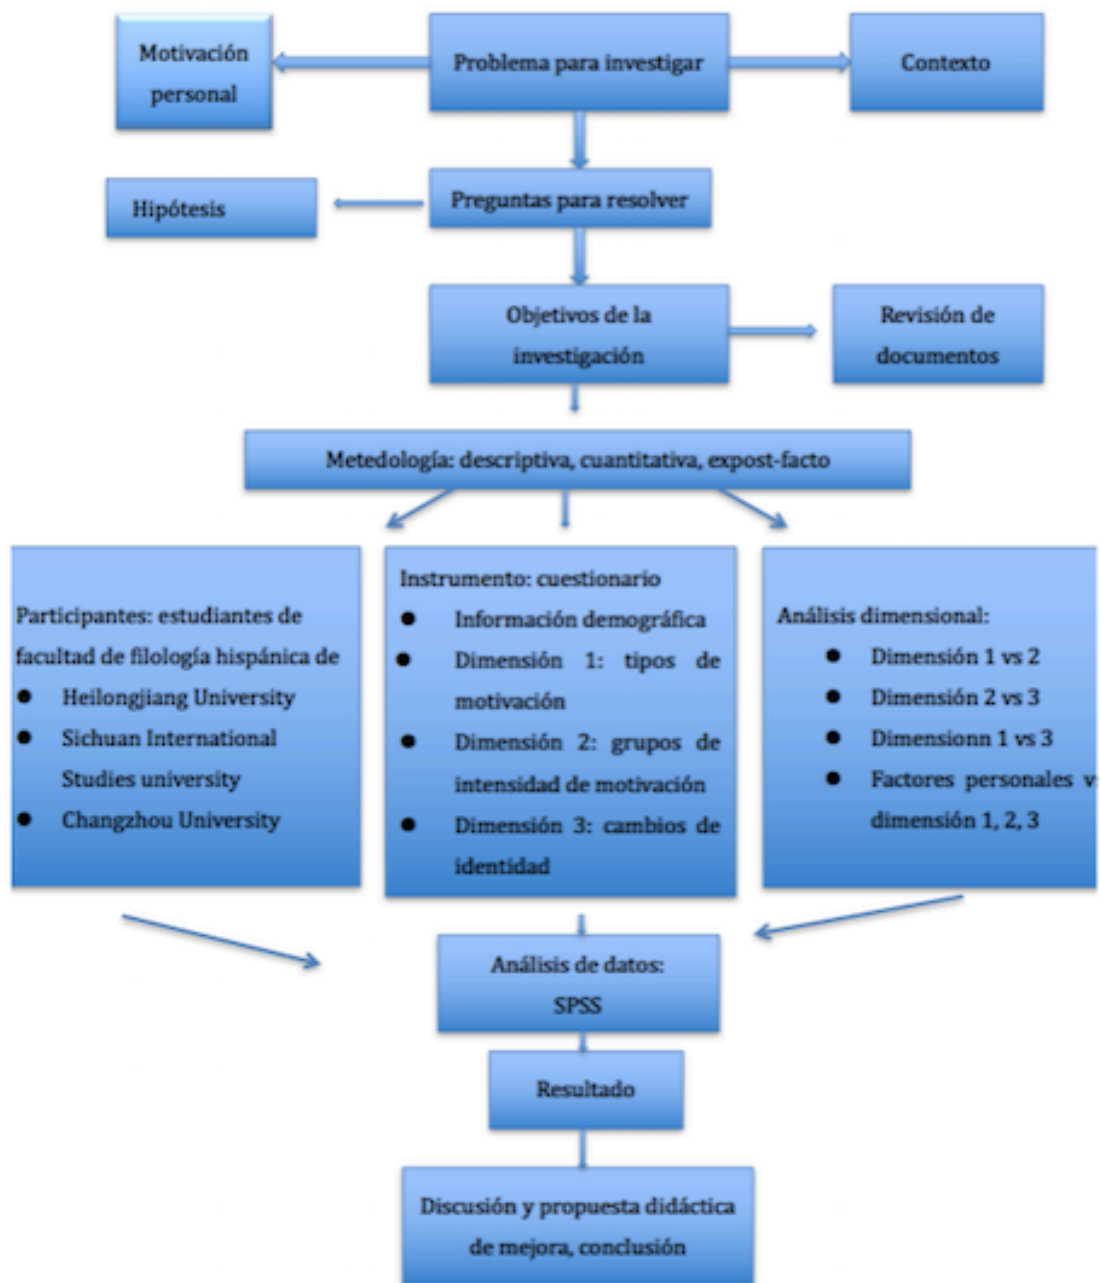 Motivación
personal
Problema para investigar
Contexto
Hipótesis
Preguntas para resolver
Objetivos de la
investigación
Revisión de
documentos
Metedología: descriptiva, cuantitativa, expost-facto
Participantes: estudiantes de
facultad de filología hispánica de
● Heilongjiang University
● Sichuan International
Studies university
● Changzhou University
Instrumento: cuestionario
● Información demográfica
● Dimensión 1: tipos de
motivación
● Dimensión 2: grupos de
intensidad de motivación
● Dimensión 3: cambios de
identidad
Análisis dimensional:
● Dimensión 1 vs 2
● Dimensión 2 vs 3
● Dimensionn 1 vs 3
● Factores personales v
dimensión 1, 2, 3
Análisis de datos:
SPSS
Resultado
Discusión y propuesta didáctica
de mejora, conclusión